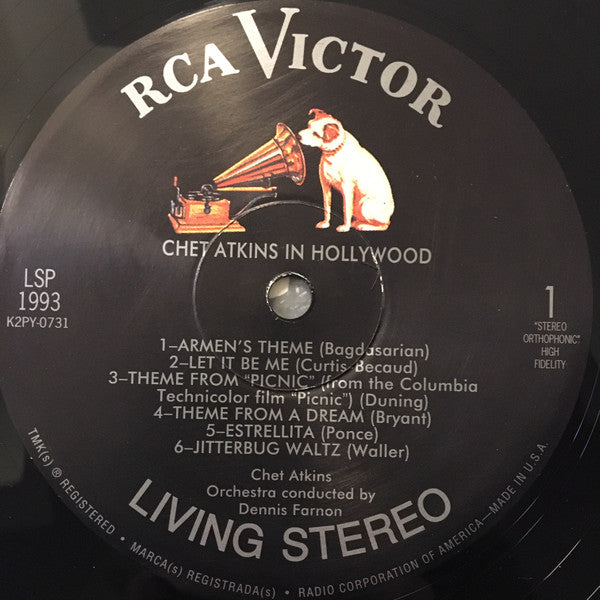 RCA VICTOR
CHET ATKINS IN HOLLYWOOD
LSP
1993
K2PY-0731
1
"STEREO
ORTHOPHONIC"
HIGH
FIDELITY
1–ARMEN'S THEME (Bagdasarian)
2–LET IT BE ME (Curtis Becaud)
3–THEME FROM "PICNIC" (from the Columbia
Technicolor film "Picnic") (Duning)
4–THEME FROM A DREAM (Bryant)
5–ESTRELLITA (Ponce)
6–JITTERBUG WALTZ (Waller)
Chet Atkins
Orchestra conducted by
Dennis Farnon
LIVING STEREO
TMK(s) ® REGISTERED • MARCA(s) REGISTRADA(s) • RADIO CORPORATION OF AMERICA—MADE IN U.S.A.